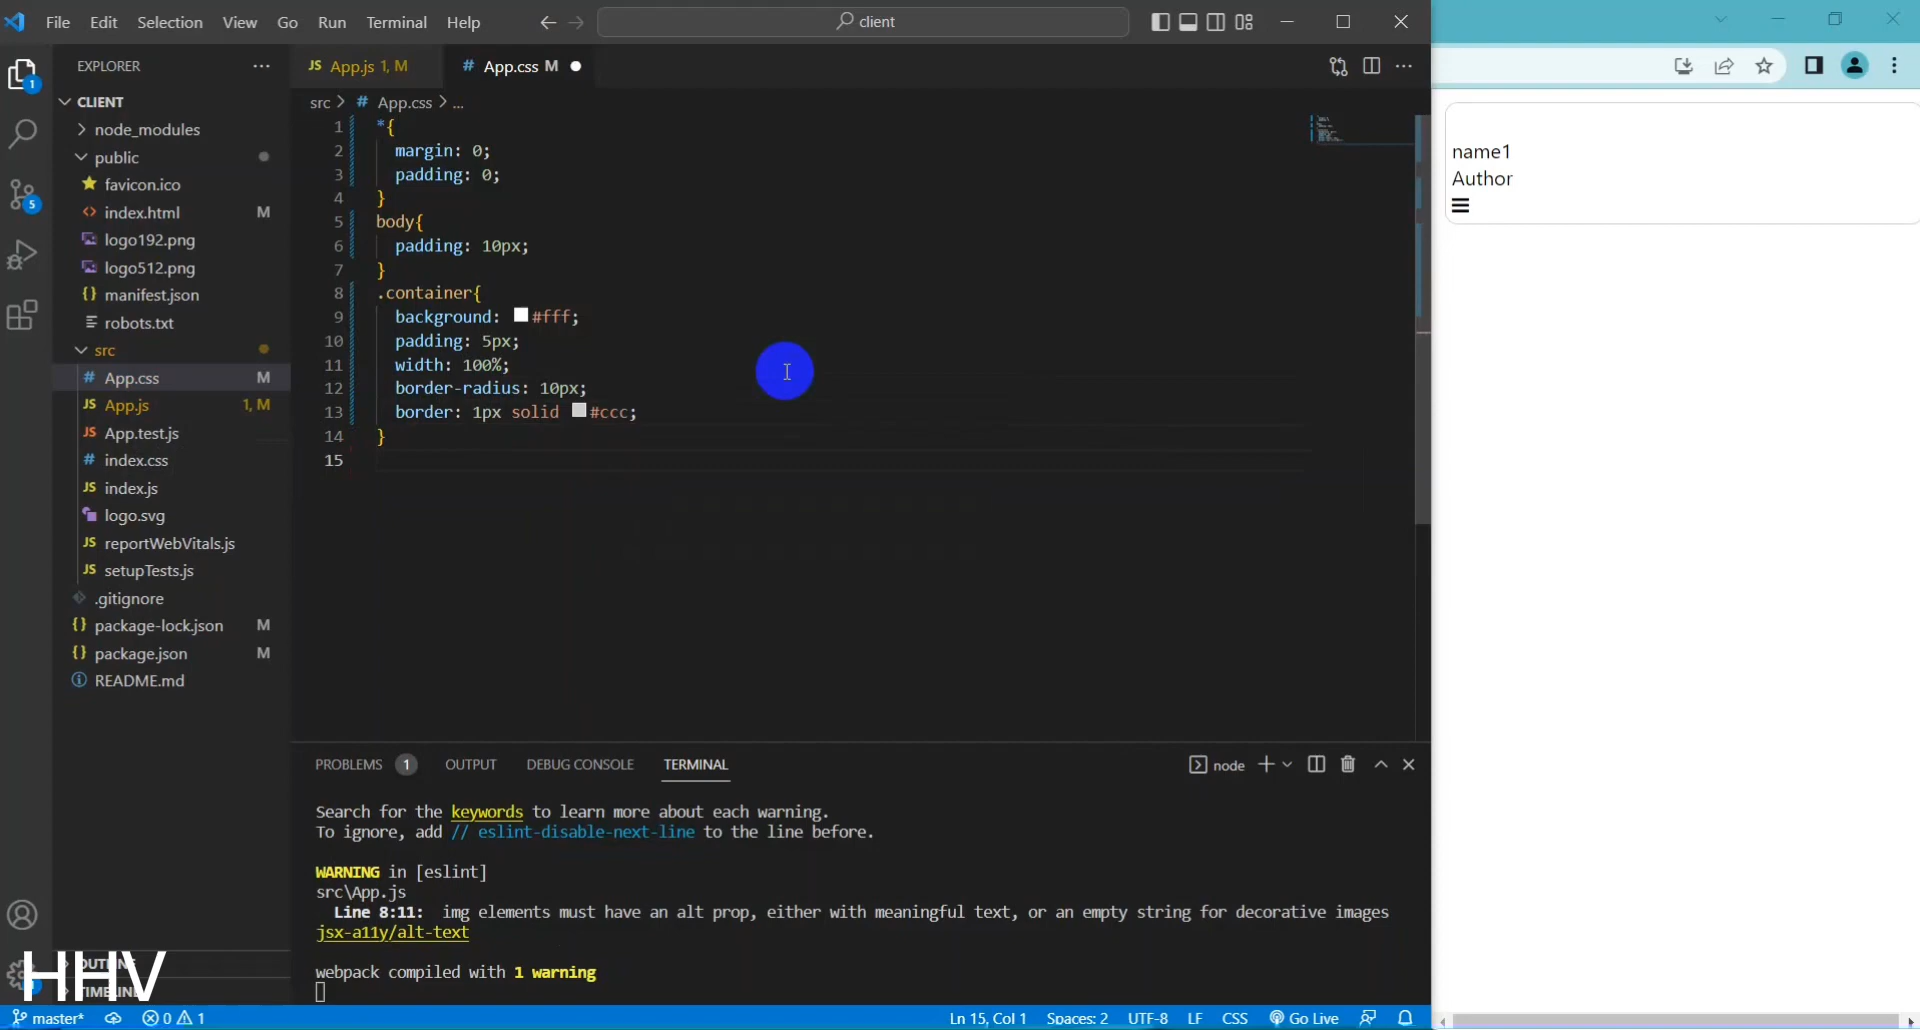 File Edit Selection View Go Run Terminal Help
client
EXPLORER
CLIENT
node_modules
public
favicon.ico
index.html M
logo192.png
logo512.png
manifest.json
robots.txt
src
App.css M
App.js 1, M
App.test.js
index.css
index.js
logo.svg
reportWebVitals.js
setupTests.js
.gitignore
package-lock.json M
package.json M
README.md
OUTLINE
TIMELINE
HHV
JS App.js 1, M
# App.css M
src > # App.css > ...
1 *{
2 margin: 0;
3 padding: 0;
4 }
5 body{
6 padding: 10px;
7 }
8 .container{
9 background: #fff;
10 padding: 5px;
11 width: 100%;
12 border-radius: 10px;
13 border: 1px solid #ccc;
14 }
15
PROBLEMS 1 OUTPUT DEBUG CONSOLE TERMINAL
node
Search for the keywords to learn more about each warning.
To ignore, add // eslint-disable-next-line to the line before.
WARNING in [eslint]
src\App.js
Line 8:11: img elements must have an alt prop, either with meaningful text, or an empty string for decorative images
jsx-a11y/alt-text
webpack compiled with 1 warning
master* 0 1
Ln 15, Col 1 Spaces: 2 UTF-8 LF CSS Go Live
name1
Author